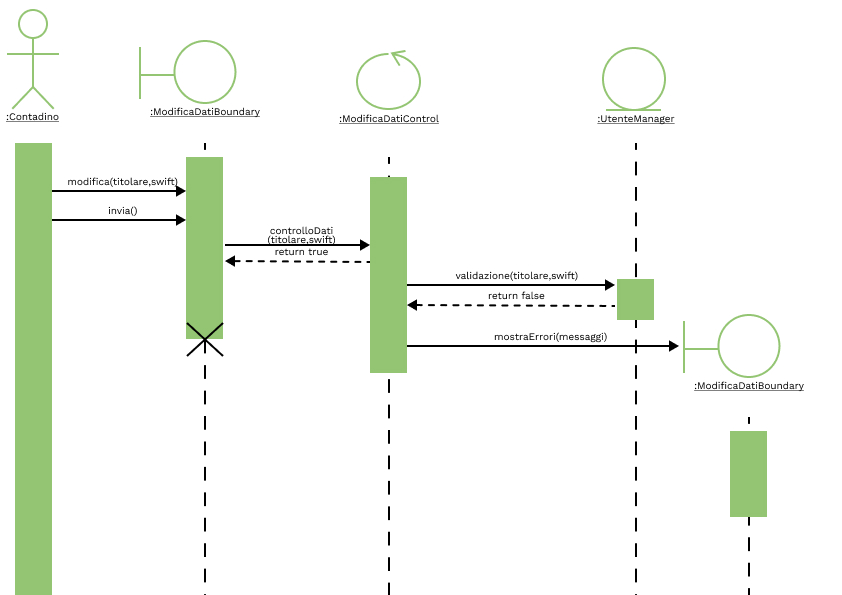 :Contadino
:ModificaDatiBoundary
:ModificaDatiControl
:UtenteManager
modifica(titolare,swift)
invia()
controlloDati
(titolare,swift)
return true
validazione(titolare,swift)
return false
mostraErrori(messaggi)
:ModificaDatiBoundary